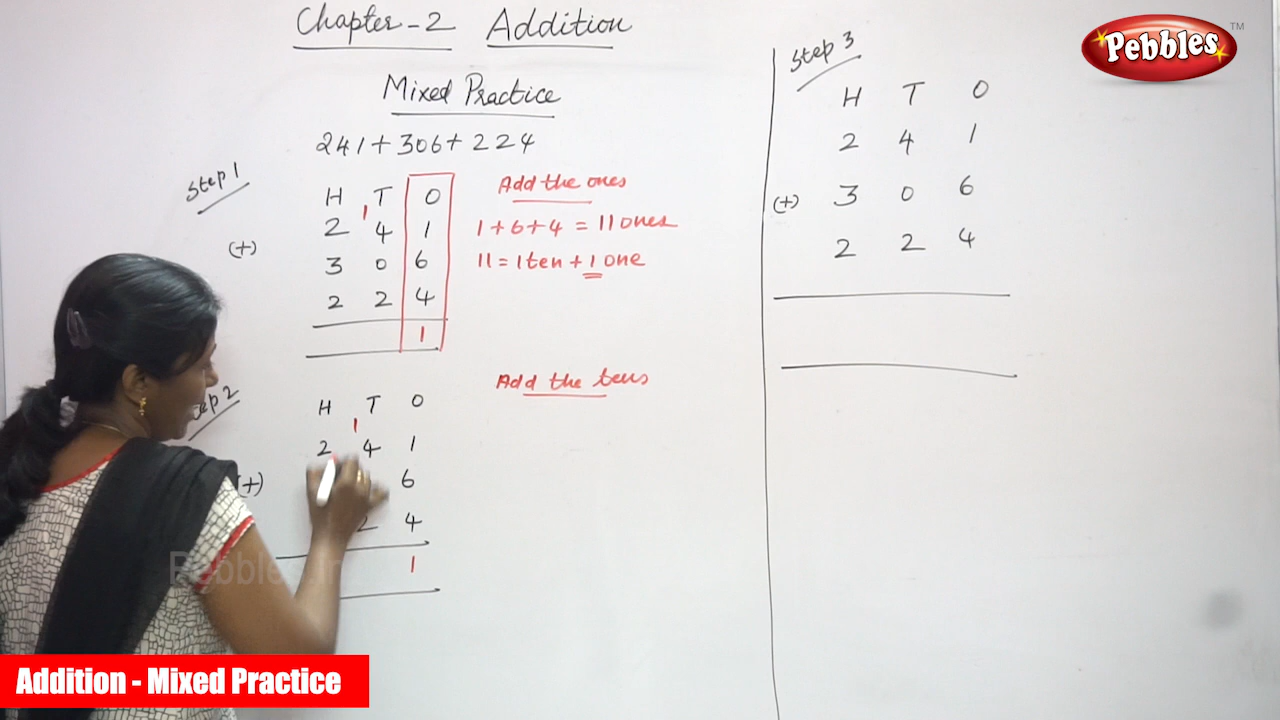 Chapter-2 Addition
Mixed Practice
241+306+224
Step 1
H T O
1
2 4 1
(+)
3 0 6
2 2 4
1
Add the ones
1+6+4 = 11 ones
11 = 1ten + 1 one
H T O
1
2 4 1
(+) 6
2 4
1
Add the tens
Step 3
H T O
2 4 1
(+) 3 0 6
2 2 4
Pebbles TM
Addition - Mixed Practice